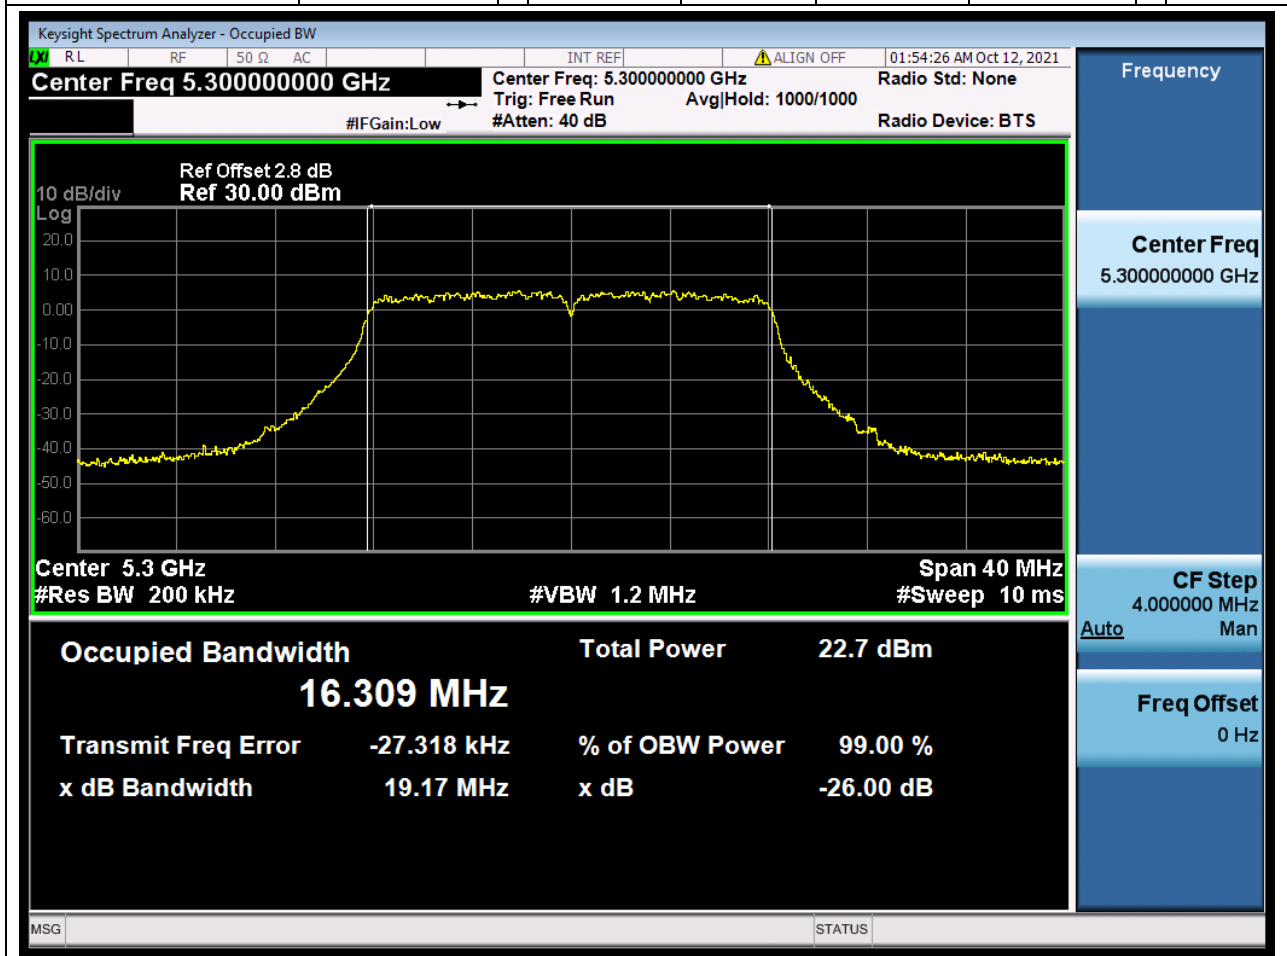 Keysight Spectrum Analyzer - Occupied BW
LXI RL RF 50 Ω AC INT REF ALIGN OFF 01:54:26 AM Oct 12, 2021
Center Freq 5.300000000 GHz
Center Freq: 5.300000000 GHz
Radio Std: None
Trig: Free Run Avg|Hold: 1000/1000
#IFGain:Low
#Atten: 40 dB
Radio Device: BTS
Ref Offset 2.8 dB
10 dB/div Ref 30.00 dBm
Log
20.0
10.0
0.00
-10.0
-20.0
-30.0
-40.0
-50.0
-60.0
Center 5.3 GHz Span 40 MHz
#Res BW 200 kHz #VBW 1.2 MHz #Sweep 10 ms
Occupied Bandwidth Total Power 22.7 dBm
16.309 MHz
Transmit Freq Error -27.318 kHz % of OBW Power 99.00 %
x dB Bandwidth 19.17 MHz x dB -26.00 dB
MSG STATUS
Frequency
Center Freq
5.300000000 GHz
CF Step
4.000000 MHz
Auto Man
Freq Offset
0 Hz